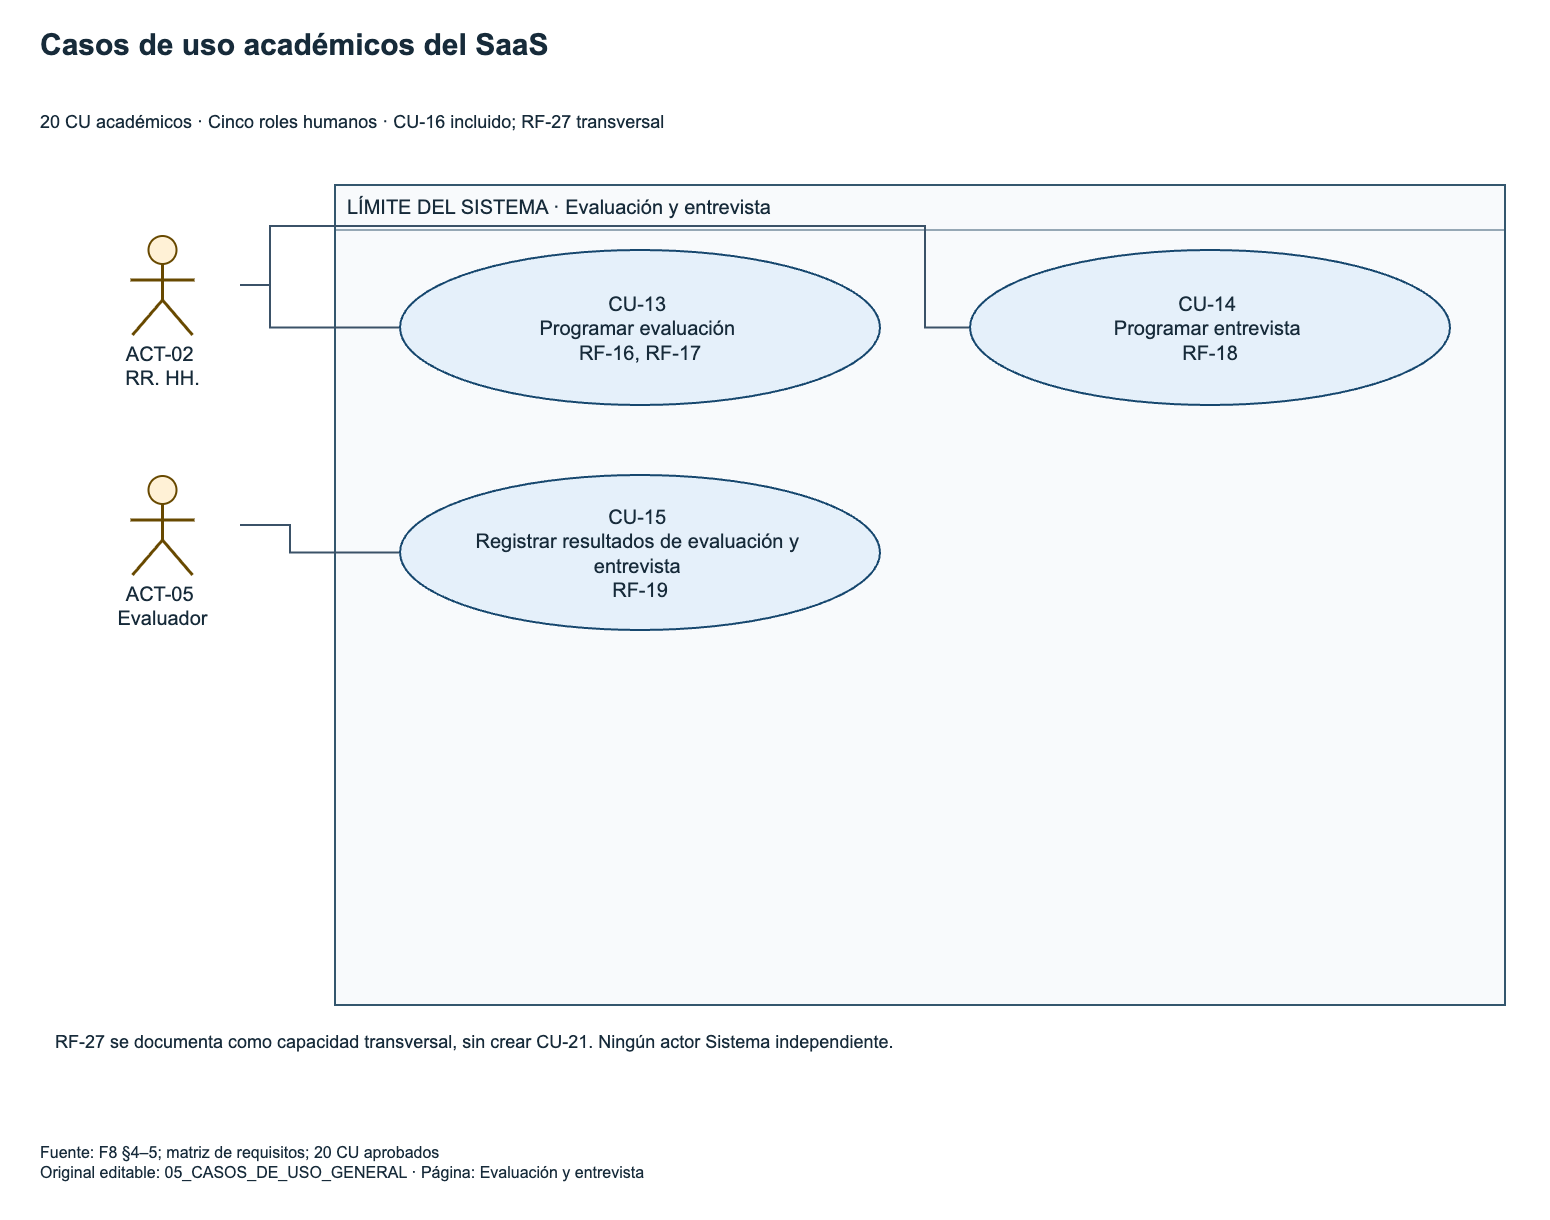 Casos de uso académicos del SaaS
20 CU académicos · Cinco roles humanos · CU-16 incluido; RF-27 transversal
LÍMITE DEL SISTEMA · Evaluación y entrevista
ACT-02
RR. HH.
CU-13
Programar evaluación
RF-16, RF-17
CU-14
Programar entrevista
RF-18
ACT-05
Evaluador
CU-15
Registrar resultados de evaluación y
entrevista
RF-19
RF-27 se documenta como capacidad transversal, sin crear CU-21. Ningún actor Sistema independiente.
Fuente: F8 §4–5; matriz de requisitos; 20 CU aprobados
Original editable: 05_CASOS_DE_USO_GENERAL · Página: Evaluación y entrevista